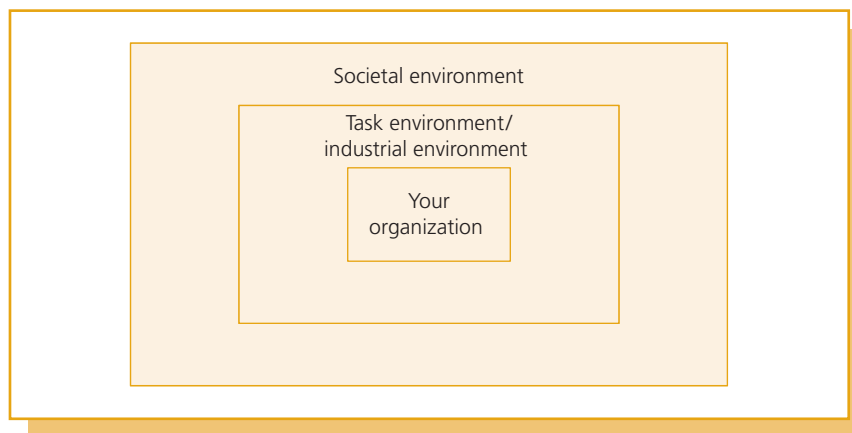 Societal environment
Task environment/
industrial environment
Your
organization